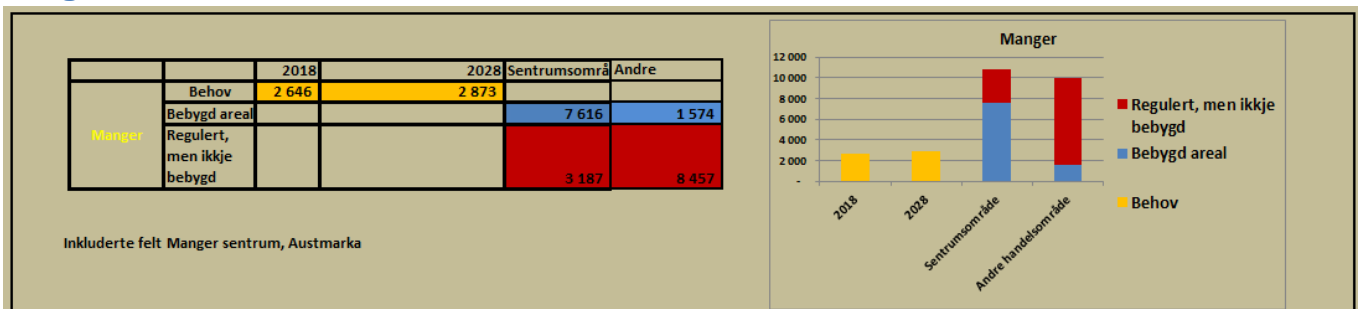 2018 2028 Sentrumsområ Andre
Behov 2 646 2 873
Bebygd areal 7 616 1 574
Manger Regulert,
men ikkje
bebygd 3 187 8 457
Inkluderte felt Manger sentrum, Austmarka
Manger
12 000
10 000
8 000
6 000
4 000
2 000
-
2018
2028
Sentrumsområde
Andre handelsområde
Regulert, men ikkje
bebygd
Bebygd areal
Behov